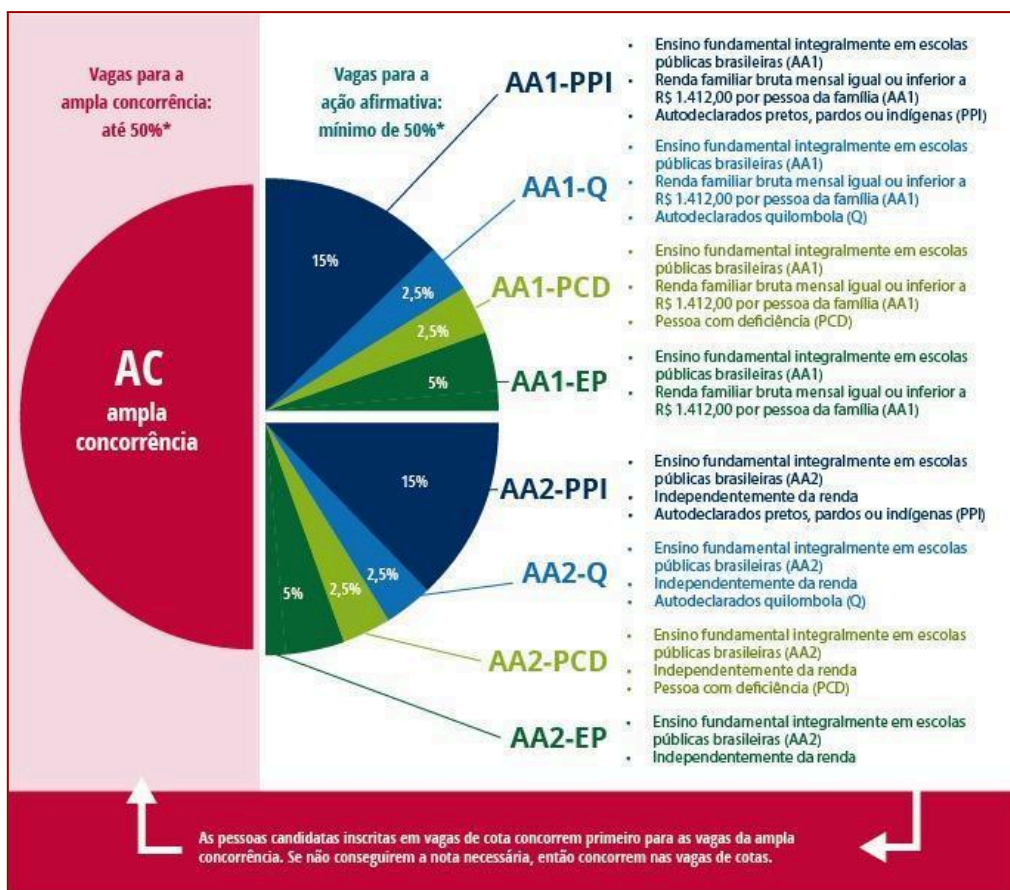 Vagas para a
ampla concorrência:
até 50%*
Vagas para a
ação afirmativa:
mínimo de 50%*
AC
ampla
concorrência
15%
2,5%
2,5%
5%
15%
2,5%
2,5%
5%
AA1-PPI
• Ensino fundamental integralmente em escolas
públicas brasileiras (AA1)
• Renda familiar bruta mensal igual ou inferior a
R$ 1.412,00 por pessoa da família (AA1)
• Autodeclarados pretos, pardos ou indígenas (PPI)
AA1-Q
• Ensino fundamental integralmente em escolas
públicas brasileiras (AA1)
• Renda familiar bruta mensal igual ou inferior a
R$ 1.412,00 por pessoa da família (AA1)
• Autodeclarados quilombola (Q)
AA1-PCD
• Ensino fundamental integralmente em escolas
públicas brasileiras (AA1)
• Renda familiar bruta mensal igual ou inferior a
R$ 1.412,00 por pessoa da família (AA1)
• Pessoa com deficiência (PCD)
AA1-EP
• Ensino fundamental integralmente em escolas
públicas brasileiras (AA1)
• Renda familiar bruta mensal igual ou inferior a
R$ 1.412,00 por pessoa da família (AA1)
AA2-PPI
• Ensino fundamental integralmente em escolas
públicas brasileiras (AA2)
• Independentemente da renda
• Autodeclarados pretos, pardos ou indígenas (PPI)
AA2-Q
• Ensino fundamental integralmente em escolas
públicas brasileiras (AA2)
• Independentemente da renda
• Autodeclarados quilombola (Q)
AA2-PCD
• Ensino fundamental integralmente em escolas
públicas brasileiras (AA2)
• Independentemente da renda
• Pessoa com deficiência (PCD)
AA2-EP
• Ensino fundamental integralmente em escolas
públicas brasileiras (AA2)
• Independentemente da renda
As pessoas candidatas inscritas em vagas de cota concorrem primeiro para as vagas da ampla
concorrência. Se não conseguirem a nota necessária, então concorrem nas vagas de cotas.